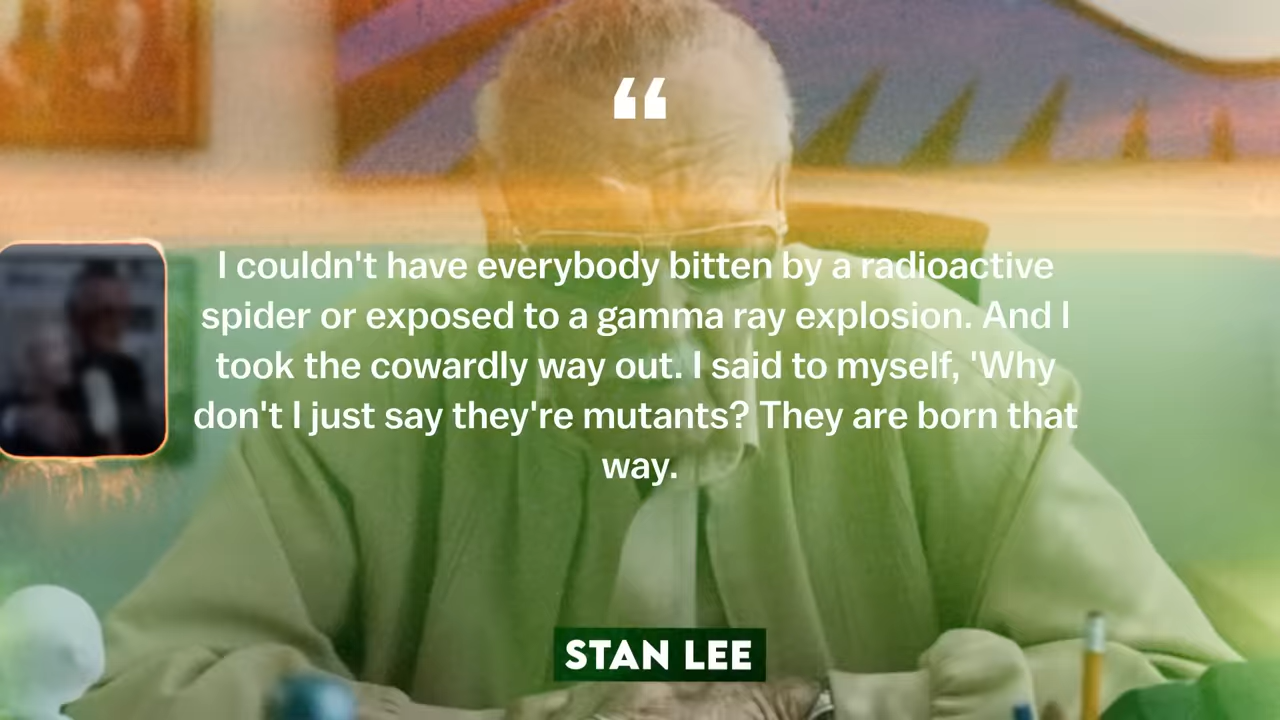 “
I couldn't have everybody bitten by a radioactive
spider or exposed to a gamma ray explosion. And I
took the cowardly way out. I said to myself, 'Why
don't I just say they're mutants? They are born that
way.
STAN LEE